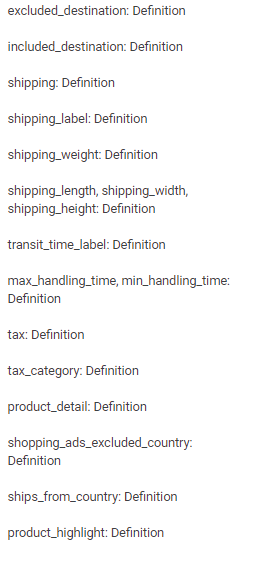 excluded_destination: Definition
included_destination: Definition
shipping: Definition
shipping_label: Definition
shipping_weight: Definition
shipping_length, shipping_width,
shipping_height: Definition
transit_time_label: Definition
max_handling_time, min_handling_time:
Definition
tax: Definition
tax_category: Definition
product_detail: Definition
shopping_ads_excluded_country:
Definition
ships_from_country: Definition
product_highlight: Definition